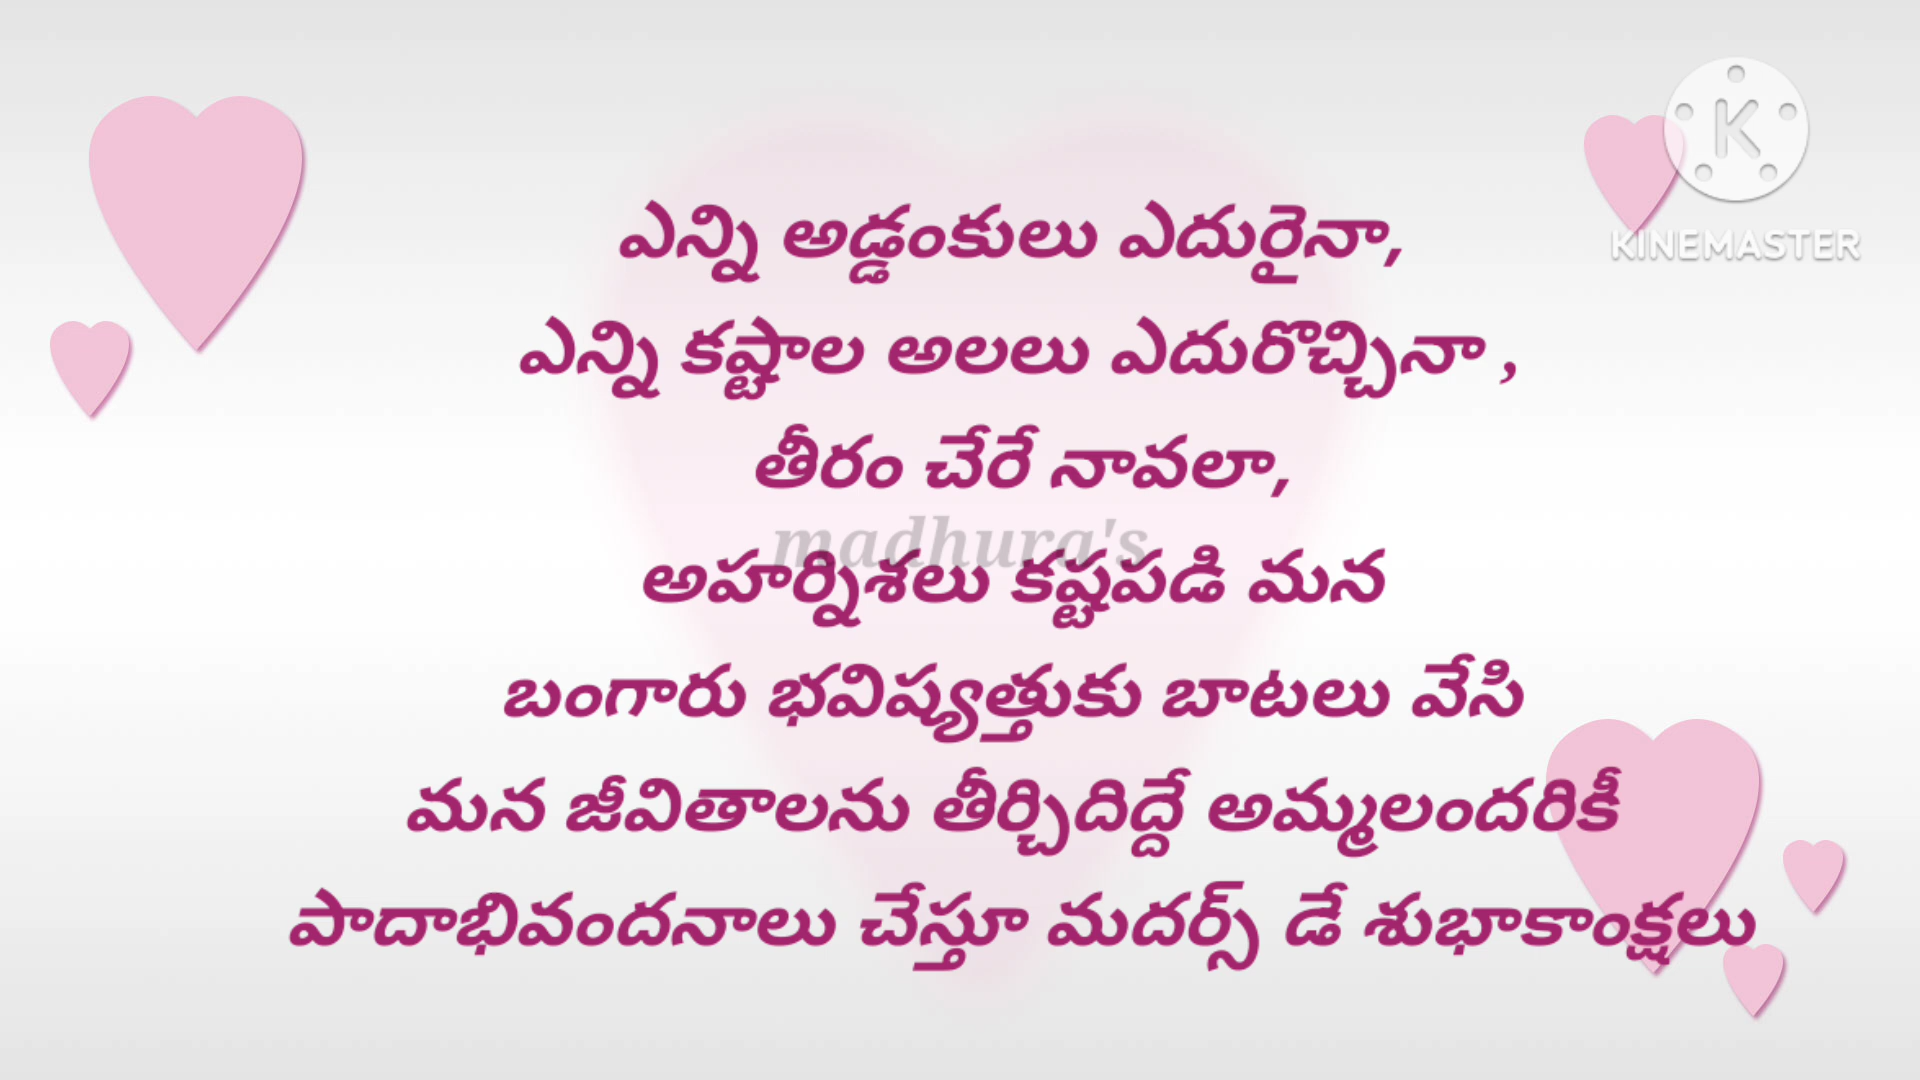 KINEMASTER
ఎన్ని అడ్డంకులు ఎదురైనా,
ఎన్ని కష్టాల అలలు ఎదురొచ్చినా ,
తీరం చేరే నావలా,
madhura's
అహర్నిశలు కష్టపడి మన
బంగారు భవిష్యత్తుకు బాటలు వేసి
మన జీవితాలను తీర్చిదిద్దే అమ్మలందరికీ
పాదాభివందనాలు చేస్తూ మదర్స్ డే శుభాకాంక్షలు